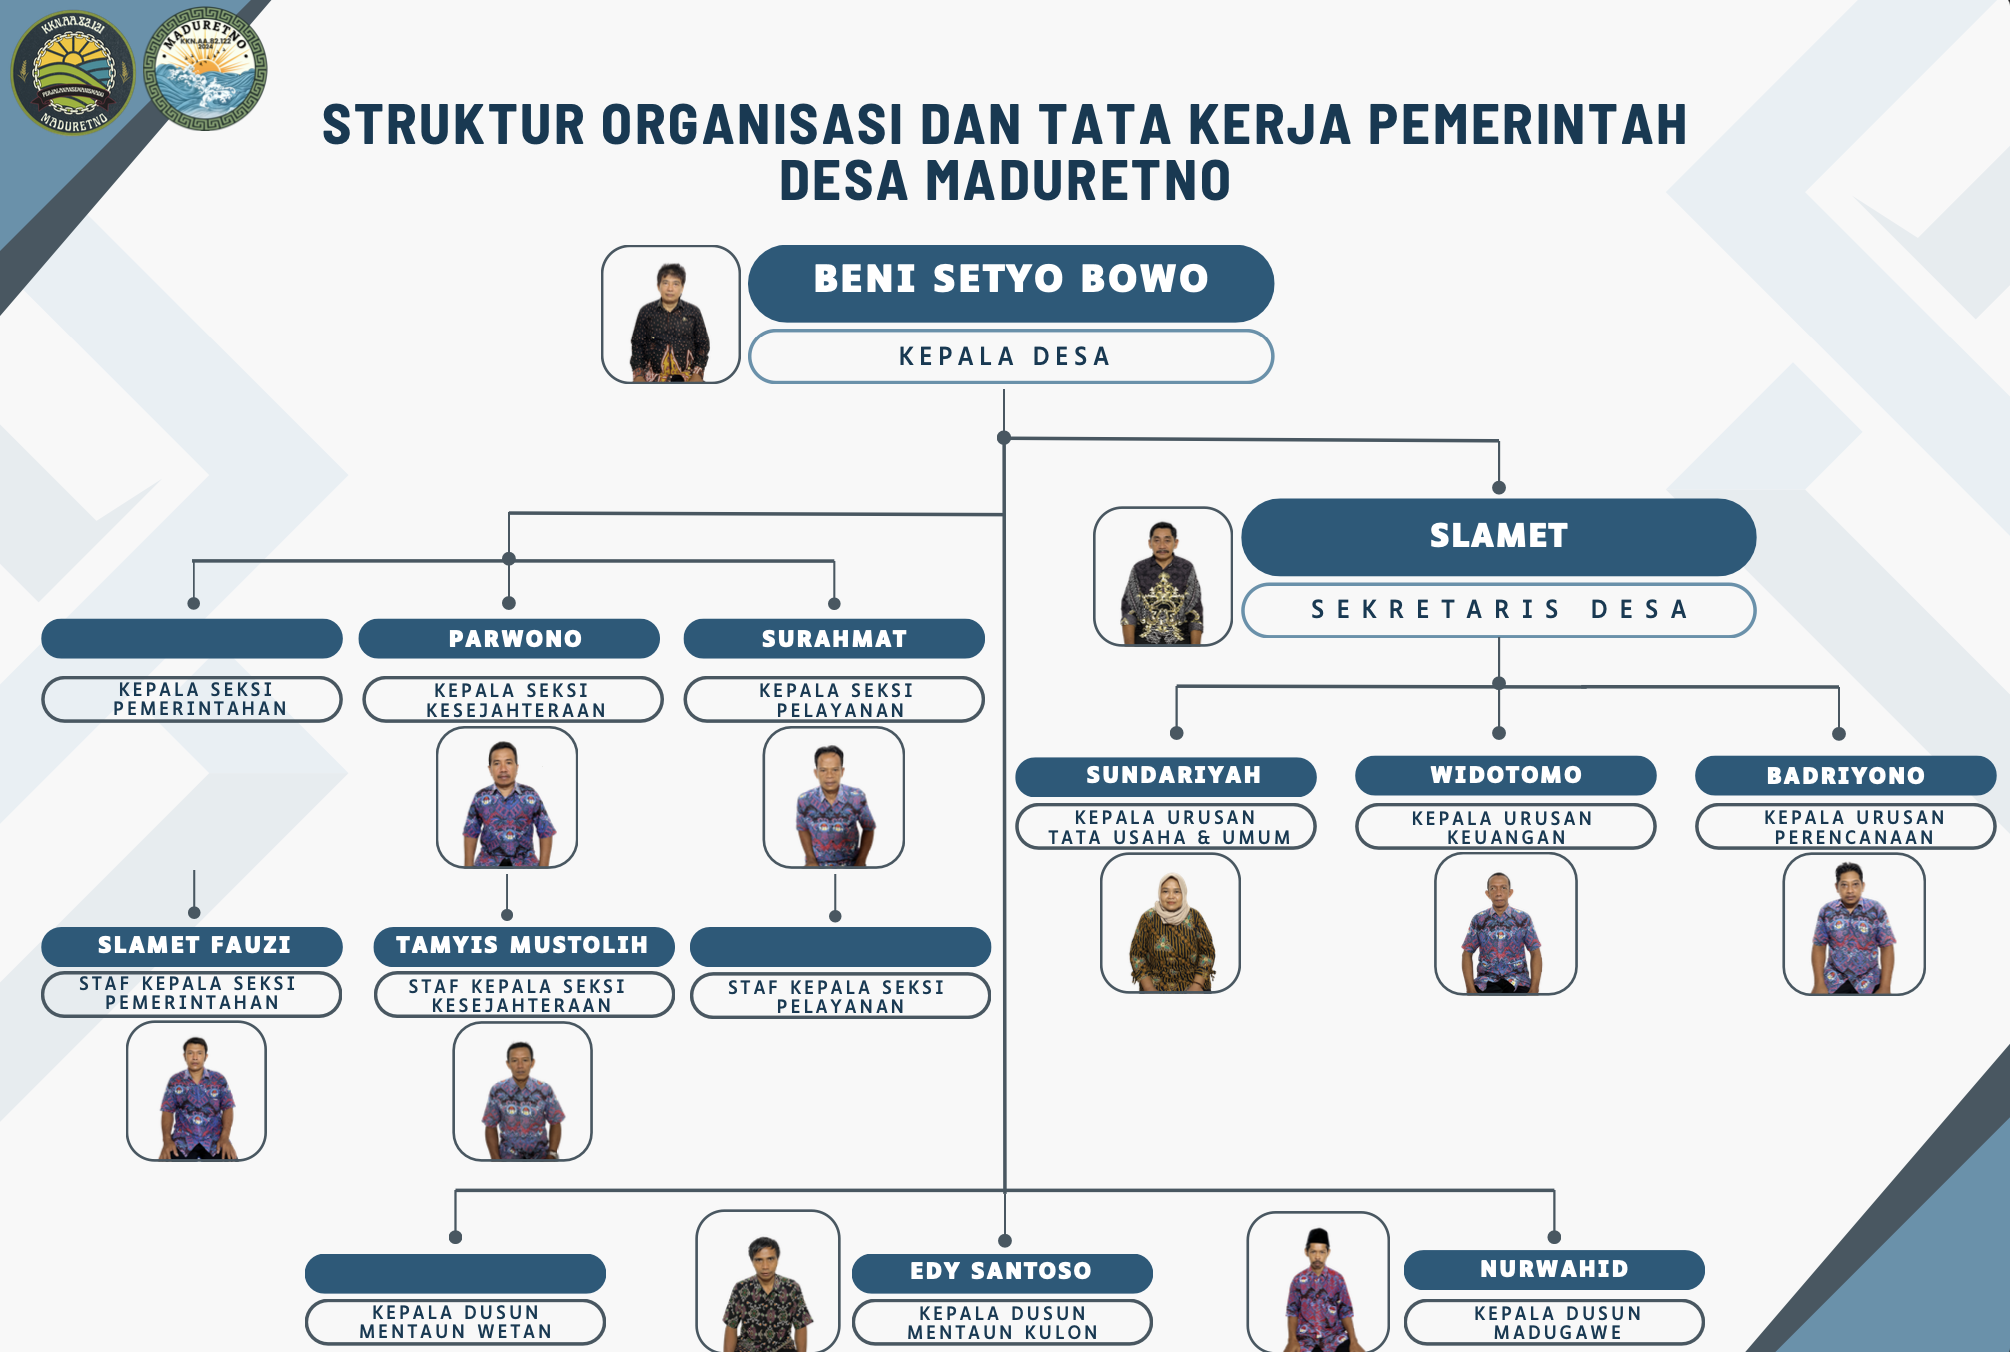 KKN.AA.82.121
MADURETNO
MADURETNO
KKN.AA.82.122
2024
STRUKTUR ORGANISASI DAN TATA KERJA PEMERINTAH
DESA MADURETNO
BENI SETYO BOWO
KEPALA DESA
SLAMET
SEKRETARIS DESA
PARWONO
SURAHMAT
KEPALA SEKSI
PEMERINTAHAN
KEPALA SEKSI
KESEJAHTERAAN
KEPALA SEKSI
PELAYANAN
SUNDARIYAH
WIDOTOMO
BADRIYONO
KEPALA URUSAN
TATA USAHA & UMUM
KEPALA URUSAN
KEUANGAN
KEPALA URUSAN
PERENCANAAN
SLAMET FAUZI
TAMYIS MUSTOLIH
STAF KEPALA SEKSI
PEMERINTAHAN
STAF KEPALA SEKSI
KESEJAHTERAAN
STAF KEPALA SEKSI
PELAYANAN
EDY SANTOSO
NURWAHID
KEPALA DUSUN
MENTAUN WETAN
KEPALA DUSUN
MENTAUN KULON
KEPALA DUSUN
MADUGAWE